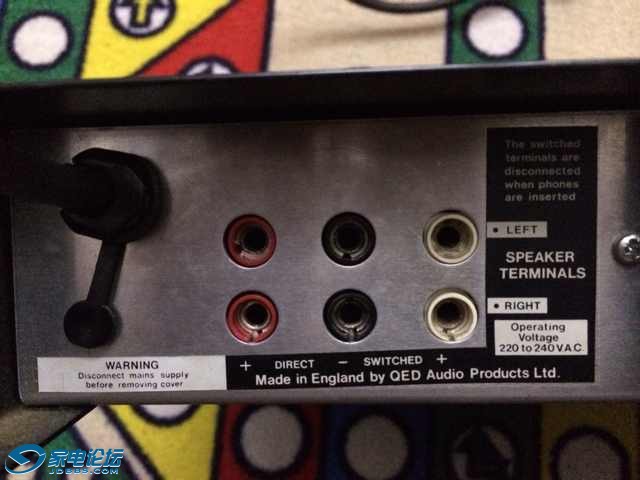 The switched
terminals are
disconnected
when phones
are inserted
• LEFT
SPEAKER
TERMINALS
• RIGHT
Operating
Voltage
220 to 240 V A.C
WARNING
Disconnect mains supply
before removing cover
+ DIRECT − SWITCHED +
Made in England by QED Audio Products Ltd.
家电论坛
JDBBS.COM